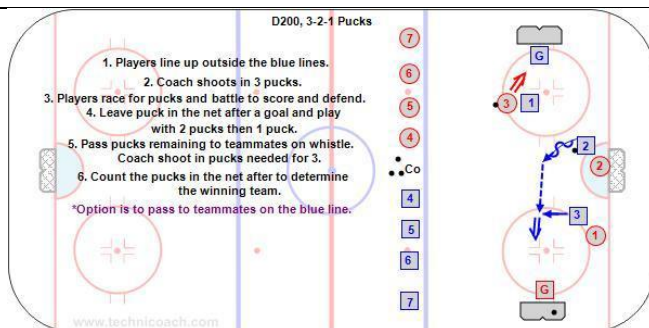 D200, 3-2-1 Pucks
1. Players line up outside the blue lines.
2. Coach shoots in 3 pucks.
3. Players race for pucks and battle to score and defend.
4. Leave puck in the net after a goal and play
with 2 pucks then 1 puck.
5. Pass pucks remaining to teammates on whistle.
Coach shoot in pucks needed for 3.
6. Count the pucks in the net after to determine
the winning team.
*Option is to pass to teammates on the blue line.
7
6
5
4
Co
4
5
6
7
G
3
1
2
2
3
1
G
www.technicoach.com